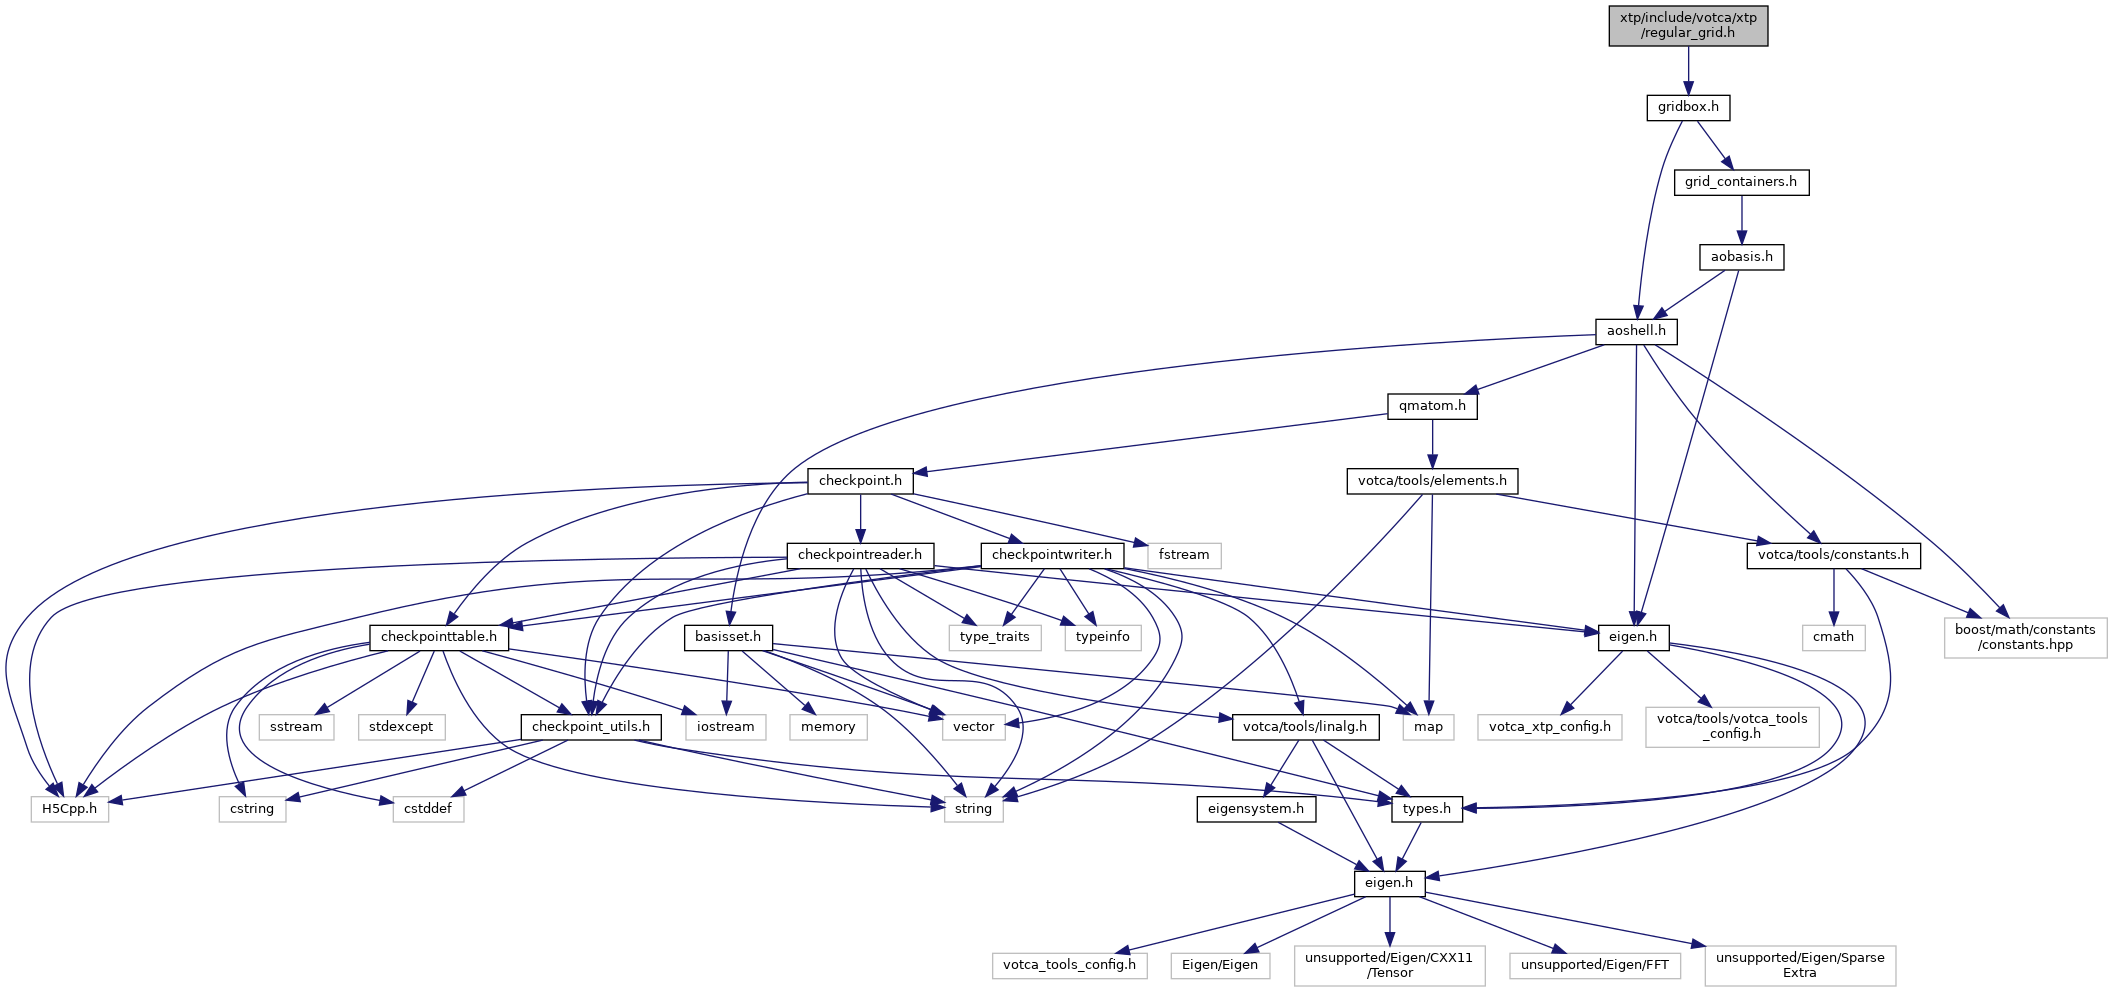 xtp/include/votca/xtp
/regular_grid.h
gridbox.h
grid_containers.h
aobasis.h
aoshell.h
qmatom.h
checkpoint.h
votca/tools/elements.h
checkpointreader.h
checkpointwriter.h
fstream
votca/tools/constants.h
checkpointtable.h
basisset.h
type_traits
typeinfo
eigen.h
cmath
boost/math/constants
/constants.hpp
sstream
stdexcept
checkpoint_utils.h
iostream
memory
vector
votca/tools/linalg.h
map
votca_xtp_config.h
votca/tools/votca_tools
_config.h
H5Cpp.h
cstring
cstddef
string
eigensystem.h
types.h
eigen.h
votca_tools_config.h
Eigen/Eigen
unsupported/Eigen/CXX11
/Tensor
unsupported/Eigen/FFT
unsupported/Eigen/Sparse
Extra